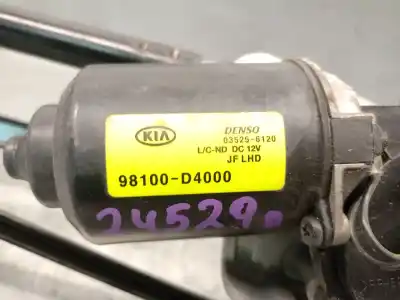 KIA
DENSO
03525-6120
L/C-ND DC 12V
JF LHD
98100-D4000
24529